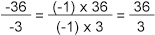 -36/-3 = (-1) x 36/(-1) x 3 = 36/3